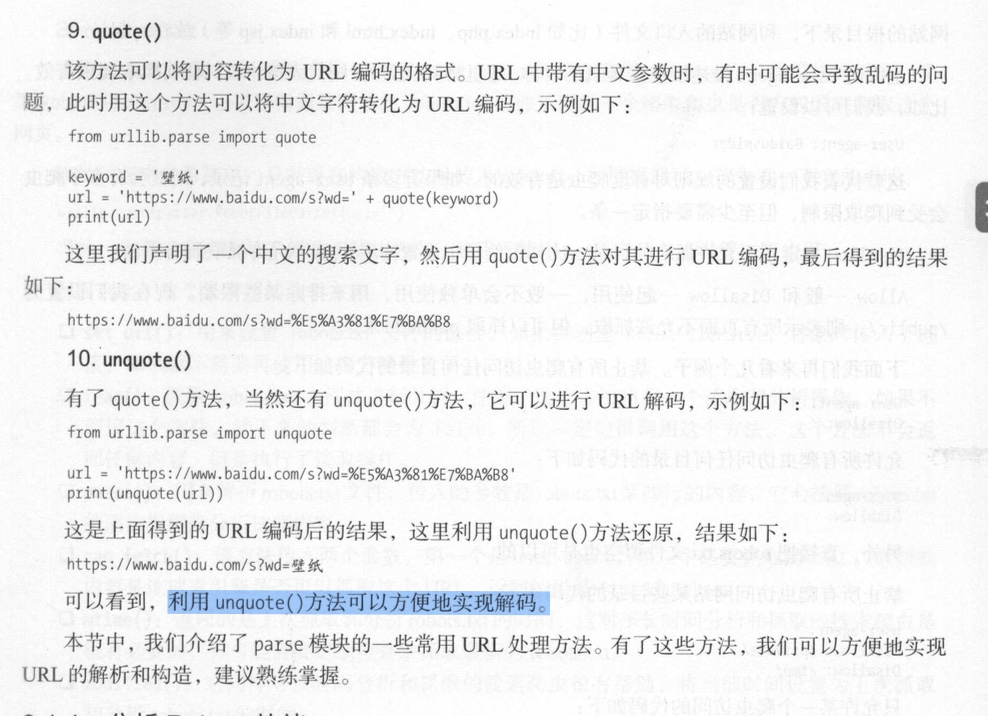 9. quote()
该方法可以将内容转化为 URL 编码的格式。URL 中带有中文参数时，有时可能会导致乱码的问
题，此时用这个方法可以将中文字符转化为 URL 编码，示例如下：
from urllib.parse import quote
keyword = '壁纸'
url = 'https://www.baidu.com/s?wd=' + quote(keyword)
print(url)
这里我们声明了一个中文的搜索文字，然后用 quote()方法对其进行 URL 编码，最后得到的结果
如下：
https://www.baidu.com/s?wd=%E5%A3%81%E7%BA%B8
10. unquote()
有了 quote()方法，当然还有 unquote()方法，它可以进行 URL 解码，示例如下：
from urllib.parse import unquote
url = 'https://www.baidu.com/s?wd=%E5%A3%81%E7%BA%B8'
print(unquote(url))
这是上面得到的 URL 编码后的结果，这里利用 unquote()方法还原，结果如下：
https://www.baidu.com/s?wd=壁纸
可以看到，利用 unquote()方法可以方便地实现解码。
本节中，我们介绍了 parse 模块的一些常用 URL 处理方法。有了这些方法，我们可以方便地实现
URL 的解析和构造，建议熟练掌握。